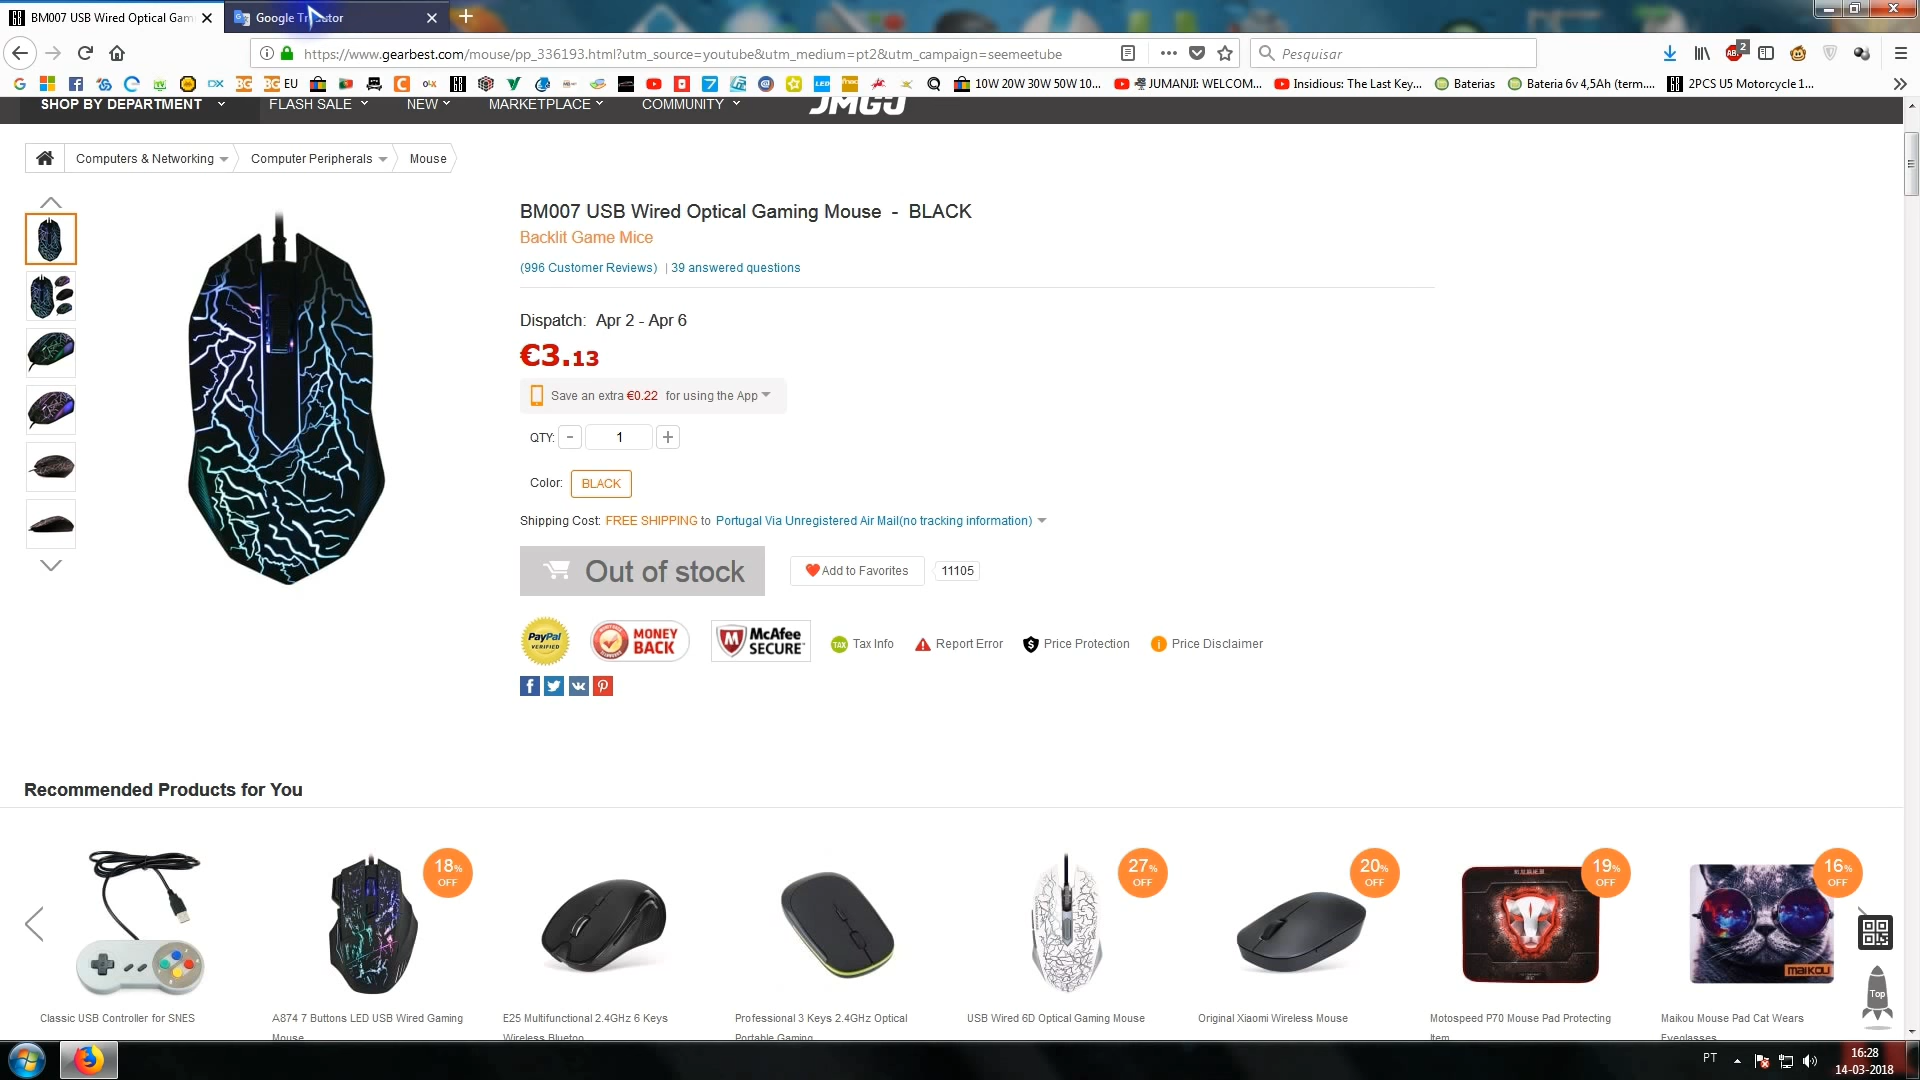 BM007 USB Wired Optical Gam
Google Tr
https://www.gearbest.com/mouse/pp_336193.html?utm_source=youtube&utm_medium=pt2&utm_campaign=seemeetube
Pesquisar
2
EU
10W 20W 30W 50W 10...
JUMANJI: WELCOM...
Insidious: The Last Key...
Baterias
Bateria 6v 4,5Ah (term....
2PCS U5 Motorcycle 1...
SHOP BY DEPARTMENT
FLASH SALE
NEW
MARKETPLACE
COMMUNITY
JMGO
Computers & Networking
Computer Peripherals
Mouse
BM007 USB Wired Optical Gaming Mouse - BLACK
Backlit Game Mice
(996 Customer Reviews) | 39 answered questions
Dispatch: Apr 2 - Apr 6
€3.13
Save an extra €0.22 for using the App
QTY: - 1 +
Color: BLACK
Shipping Cost: FREE SHIPPING to Portugal Via Unregistered Air Mail(no tracking information)
Out of stock
Add to Favorites
11105
PayPal
VERIFIED
MONEY
BACK
McAfee
SECURE
TAX
Tax Info
Report Error
Price Protection
Price Disclaimer
Recommended Products for You
18%
OFF
27%
OFF
20%
OFF
19%
OFF
16%
OFF
maikou
Top
Classic USB Controller for SNES
A874 7 Buttons LED USB Wired Gaming
Mouse
E25 Multifunctional 2.4GHz 6 Keys
Wireless Bluetoo
Professional 3 Keys 2.4GHz Optical
Portable Gaming
USB Wired 6D Optical Gaming Mouse
Original Xiaomi Wireless Mouse
Motospeed P70 Mouse Pad Protecting
Item
Maikou Mouse Pad Cat Wears
Eyeglasses
PT
16:28
14-03-2018